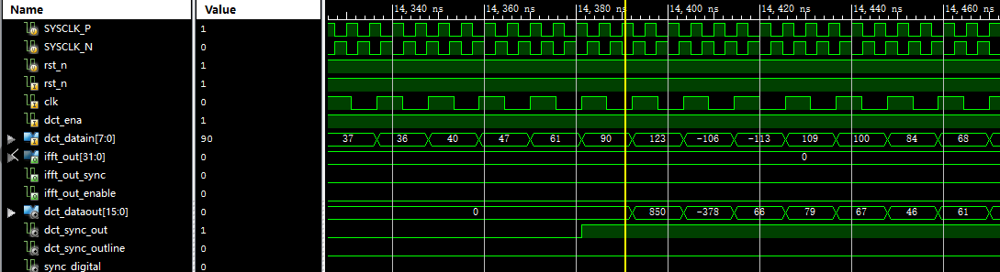 Name Value 14,340 ns 14,360 ns 14,380 ns 14,400 ns 14,420 ns 14,440 ns 14,460 ns
SYSCLK_P 1
SYSCLK_N 0
rst_n 1
rst_n 1
clk 0
dct_ena 1
dct_datain[7:0] 90 37 36 40 47 61 90 123 -106 -113 109 100 84 68
ifft_out[31:0] 0 0
ifft_out_sync 0
ifft_out_enable 0
dct_dataout[15:0] 0 0 850 -378 66 79 67 46 61
dct_sync_out 1
dct_sync_outline 0
sync_digital 0